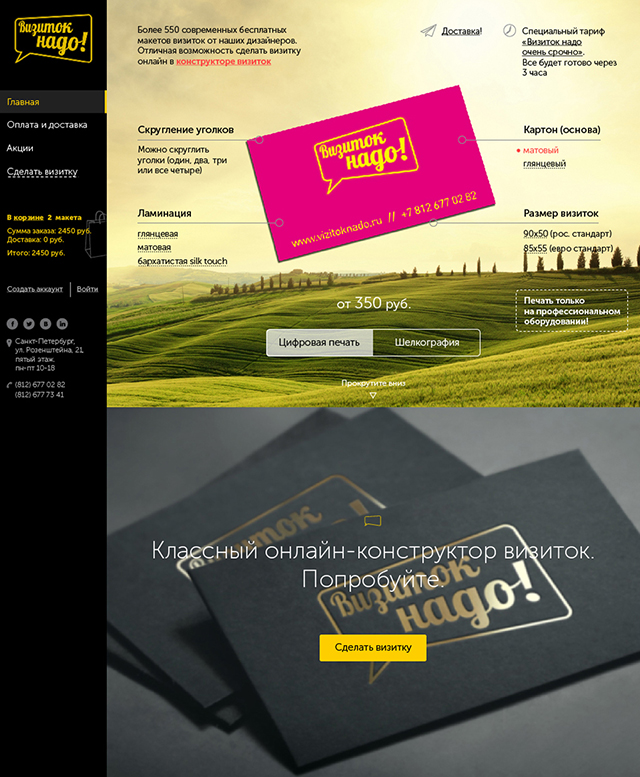 Визиток
надо!
Главная
Оплата и доставка
Акции
Сделать визитку
В корзине 2 макета
Сумма заказа: 2450 руб.
Доставка: 0 руб.
Итого: 2450 руб.
Создать аккаунт
Войти
Санкт-Петербург,
ул. Розенштейна, 21,
пятый этаж.
пн-пт 10-18
(812) 677 02 82
(812) 677 73 41
Более 550 современных бесплатных
макетов визиток от наших дизайнеров.
Отличная возможность сделать визитку
онлайн в конструкторе визиток
Доставка!
Специальный тариф
«Визиток надо
очень срочно».
Все будет готово через
3 часа
Скругление уголков
Можно скруглить
уголки (один, два, три
или все четыре)
Ламинация
глянцевая
матовая
бархатистая silk touch
Визиток
надо!
www.vizitoknado.ru // +7 812 677 02 82
Картон (основа)
матовый
глянцевый
Размер визиток
90х50 (рос. стандарт)
85х55 (евро стандарт)
от 350 руб.
Печать только
на профессиональном
оборудовании!
Цифровая печать
Шелкография
Прокрутите вниз
Классный онлайн-конструктор визиток.
Попробуйте.
Визиток
надо!
Сделать визитку